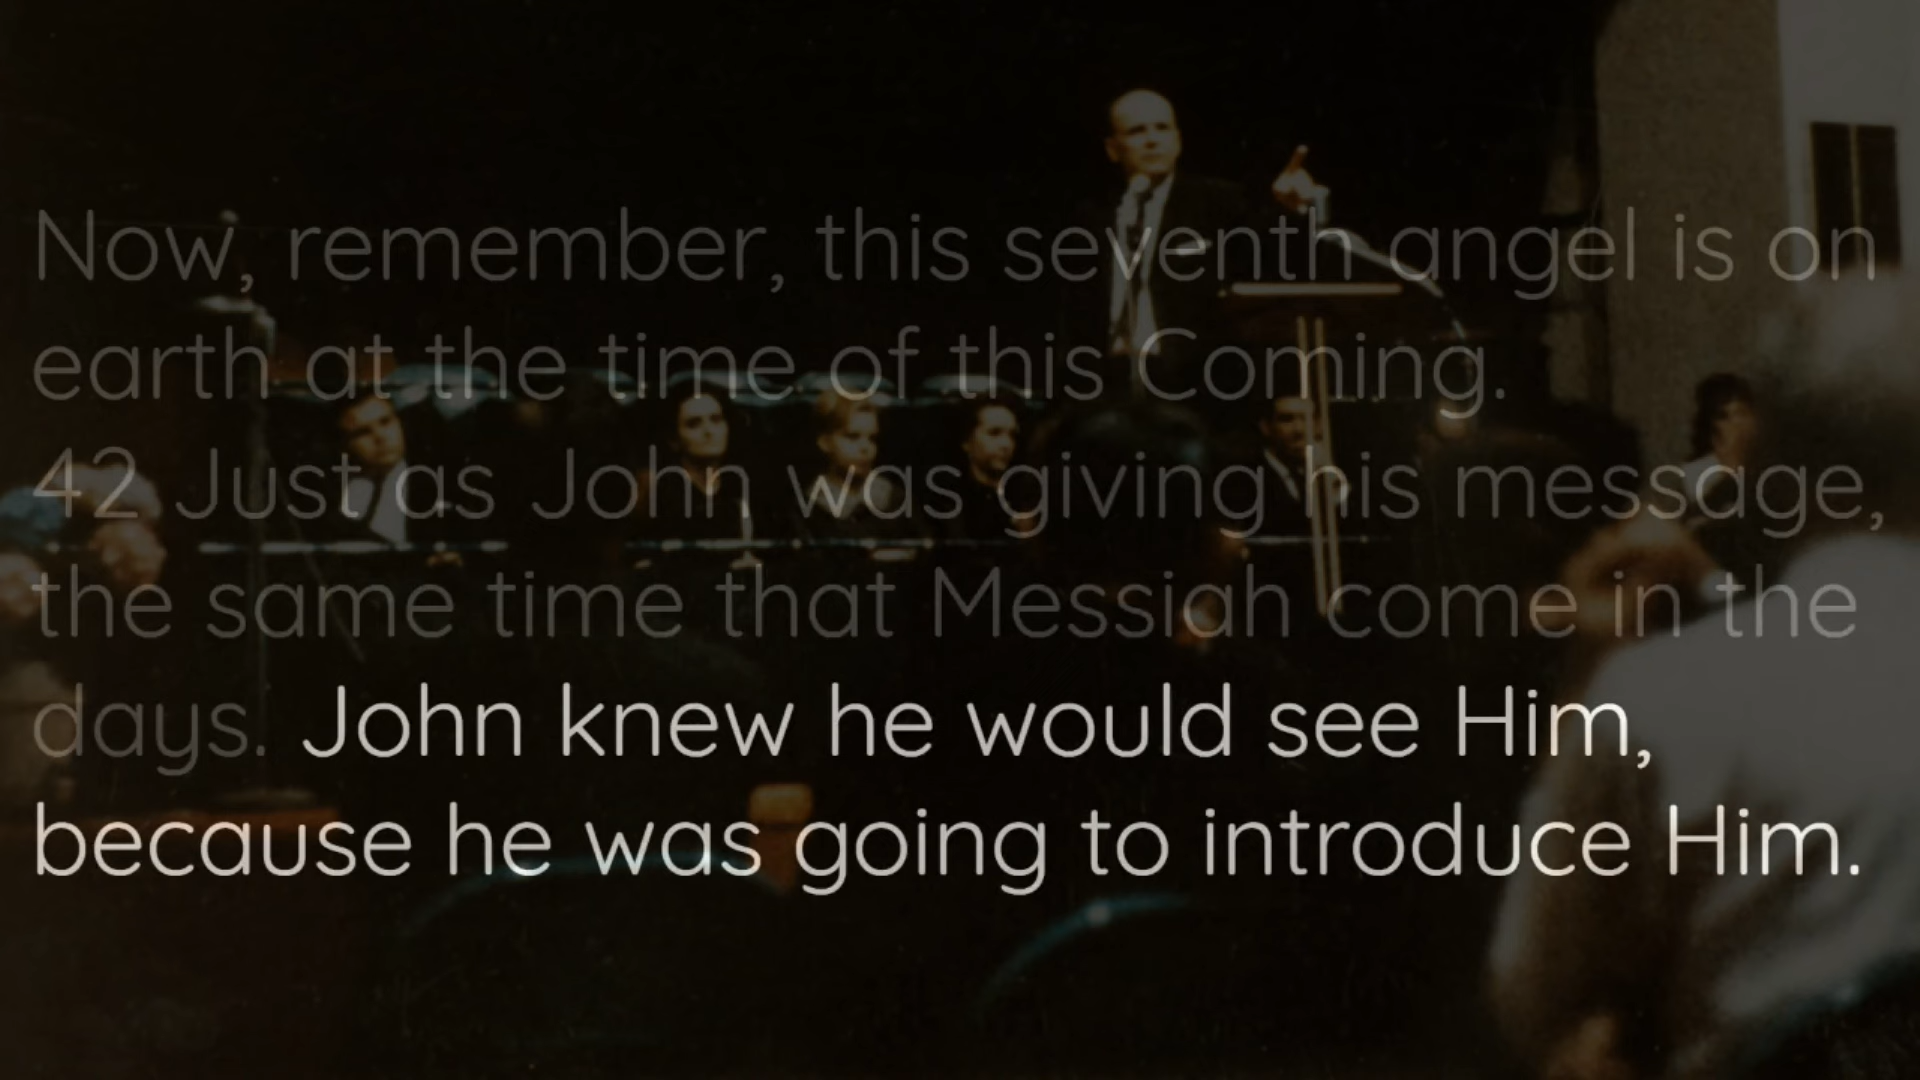 Now, remember, this seventh angel is on
earth at the time of this Coming.
42 Just as John was giving his message,
the same time that Messiah come in the
days. John knew he would see Him,
because he was going to introduce Him.